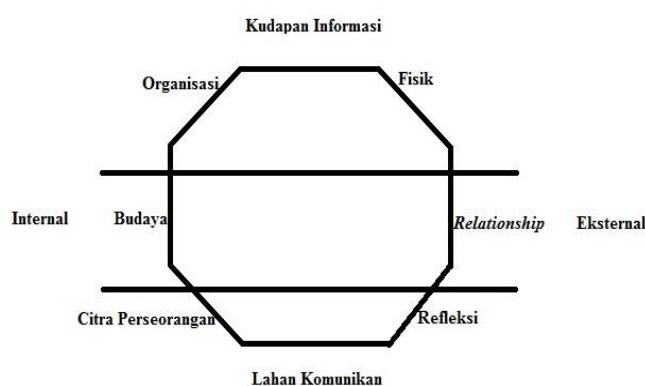 Kudapan Informasi
Organisasi
Fisik
Internal
Budaya
Relationship
Eksternal
Citra Perseorangan
Refleksi
Lahan Komunikan